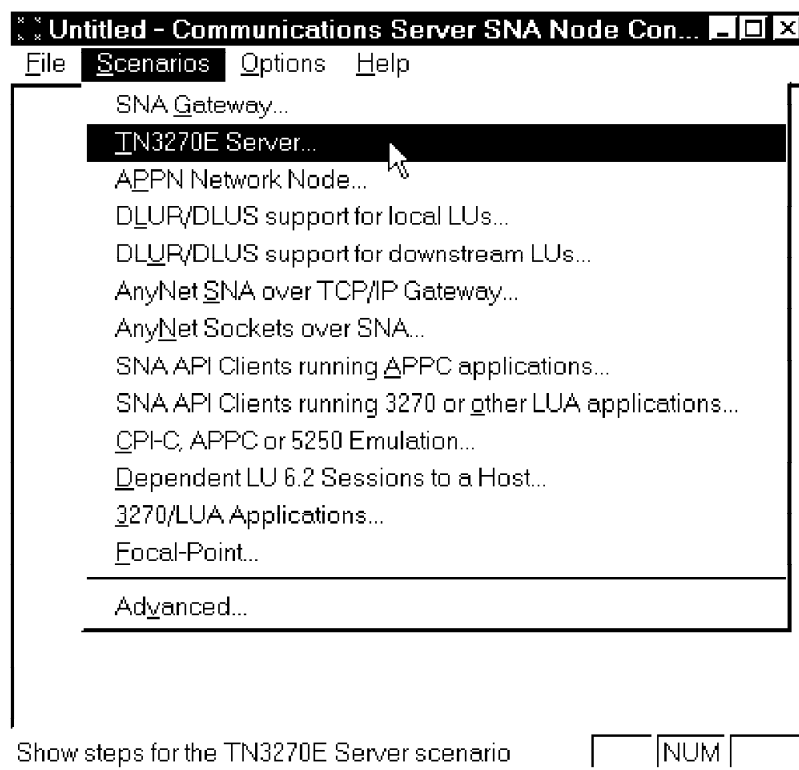 Untitled - Communications Server SNA Node Con...
File Scenarios Options Help
SNA Gateway...
TN3270E Server...
APPN Network Node...
DLUR/DLUS support for local LUs...
DLUR/DLUS support for downstream LUs...
AnyNet SNA over TCP/IP Gateway...
AnyNet Sockets over SNA...
SNA API Clients running APPC applications...
SNA API Clients running 3270 or other LUA applications...
CPI-C, APPC or 5250 Emulation...
Dependent LU 6.2 Sessions to a Host...
3270/LUA Applications...
Focal-Point...
Advanced...
Show steps for the TN3270E Server scenario NUM